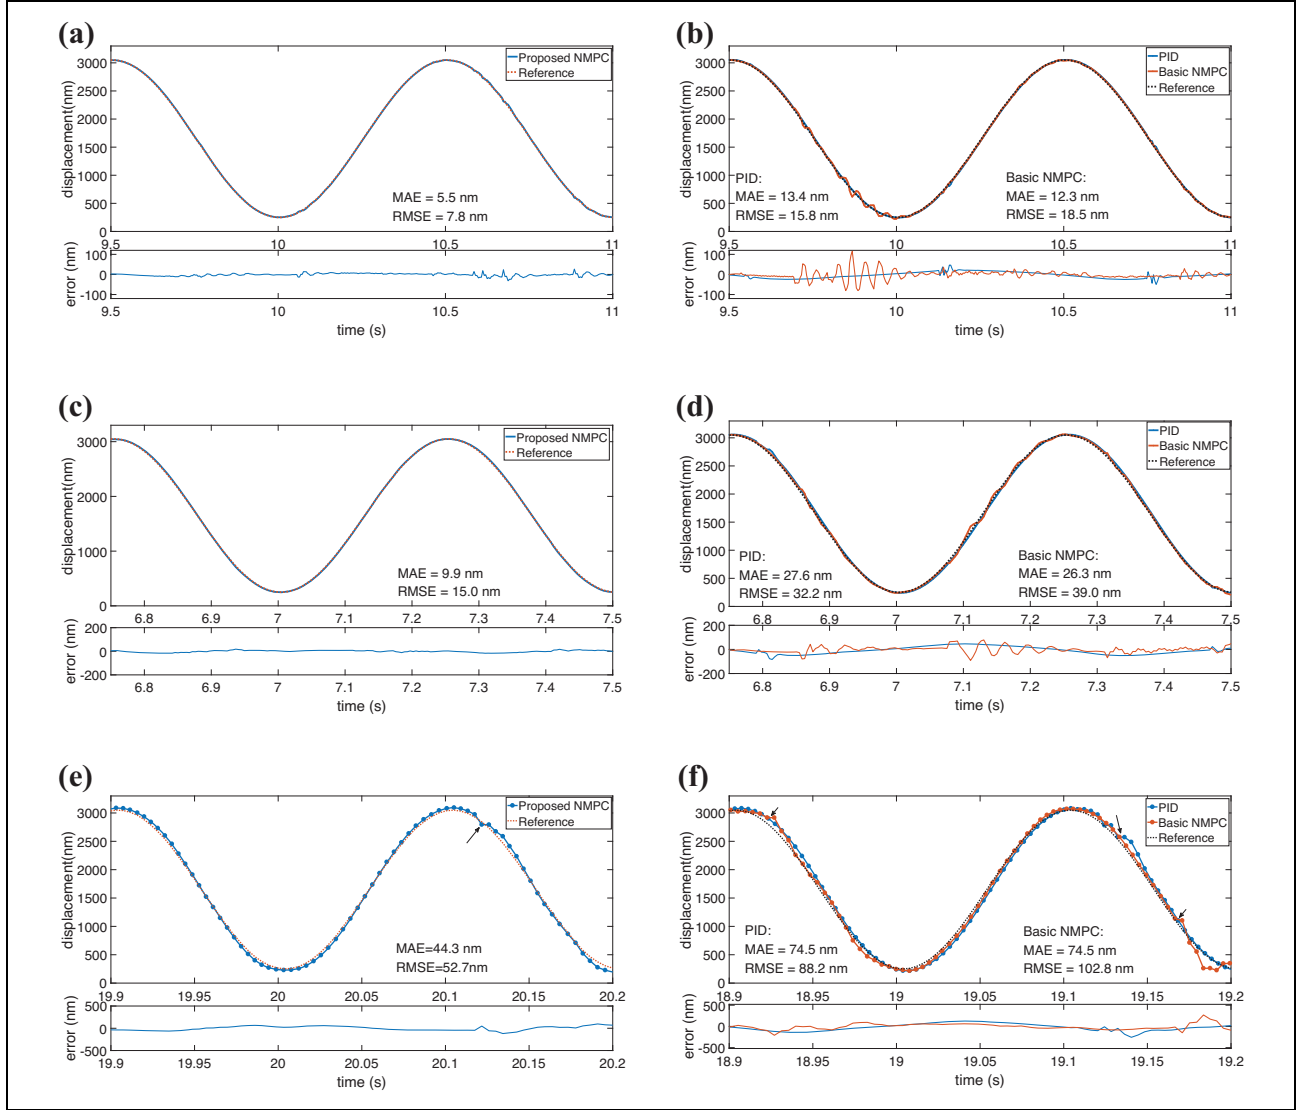 (a)
Proposed NMPC
Reference
displacement(nm)
3000
2500
2000
1500
1000
500
0
MAE = 5.5 nm
RMSE = 7.8 nm
9.5
10
10.5
11
error (nm)
100
0
-100
9.5
10
10.5
11
time (s)
(b)
PID
Basic NMPC
Reference
displacement(nm)
3000
2500
2000
1500
1000
500
0
PID:
MAE = 13.4 nm
RMSE = 15.8 nm
Basic NMPC:
MAE = 12.3 nm
RMSE = 18.5 nm
9.5
10
10.5
11
error (nm)
100
0
-100
9.5
10
10.5
11
time (s)
(c)
Proposed NMPC
Reference
displacement(nm)
3000
2000
1000
0
MAE = 9.9 nm
RMSE = 15.0 nm
6.8
6.9
7
7.1
7.2
7.3
7.4
7.5
error (nm)
200
0
-200
6.8
6.9
7
7.1
7.2
7.3
7.4
7.5
time (s)
(d)
PID
Basic NMPC
Reference
displacement(nm)
3000
2500
2000
1500
1000
500
0
PID:
MAE = 27.6 nm
RMSE = 32.2 nm
Basic NMPC:
MAE = 26.3 nm
RMSE = 39.0 nm
6.8
6.9
7
7.1
7.2
7.3
7.4
7.5
error (nm)
200
0
-200
6.8
6.9
7
7.1
7.2
7.3
7.4
7.5
time (s)
(e)
Proposed NMPC
Reference
displacement(nm)
3000
2500
2000
1500
1000
500
0
MAE=44.3 nm
RMSE=52.7nm
19.9
19.95
20
20.05
20.1
20.15
20.2
error (nm)
500
0
-500
19.9
19.95
20
20.05
20.1
20.15
20.2
time (s)
(f)
PID
Basic NMPC
Reference
displacement(nm)
3000
2500
2000
1500
1000
500
0
PID:
MAE = 74.5 nm
RMSE = 88.2 nm
Basic NMPC:
MAE = 74.5 nm
RMSE = 102.8 nm
18.9
18.95
19
19.05
19.1
19.15
19.2
error (nm)
500
0
-500
18.9
18.95
19
19.05
19.1
19.15
19.2
time (s)